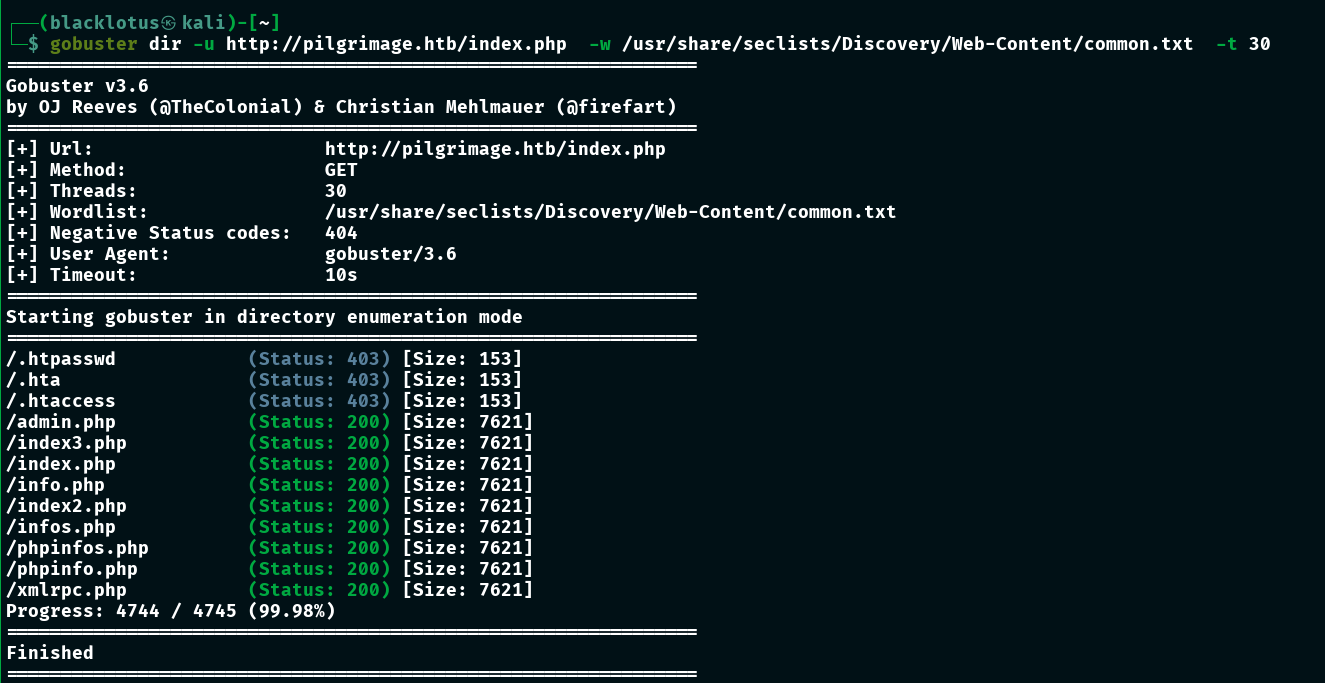 ┌──(blacklotus㉿kali)-[~]
└─$ gobuster dir -u http://pilgrimage.htb/index.php  -w /usr/share/seclists/Discovery/Web-Content/common.txt  -t 30
===============================================================
Gobuster v3.6
by OJ Reeves (@TheColonial) & Christian Mehlmauer (@firefart)
===============================================================
[+] Url:                     http://pilgrimage.htb/index.php
[+] Method:                  GET
[+] Threads:                 30
[+] Wordlist:                /usr/share/seclists/Discovery/Web-Content/common.txt
[+] Negative Status codes:   404
[+] User Agent:              gobuster/3.6
[+] Timeout:                 10s
===============================================================
Starting gobuster in directory enumeration mode
===============================================================
/.htpasswd            (Status: 403) [Size: 153]
/.hta                 (Status: 403) [Size: 153]
/.htaccess            (Status: 403) [Size: 153]
/admin.php            (Status: 200) [Size: 7621]
/index3.php           (Status: 200) [Size: 7621]
/index.php            (Status: 200) [Size: 7621]
/info.php             (Status: 200) [Size: 7621]
/index2.php           (Status: 200) [Size: 7621]
/infos.php            (Status: 200) [Size: 7621]
/phpinfos.php         (Status: 200) [Size: 7621]
/phpinfo.php          (Status: 200) [Size: 7621]
/xmlrpc.php           (Status: 200) [Size: 7621]
Progress: 4744 / 4745 (99.98%)
===============================================================
Finished
===============================================================